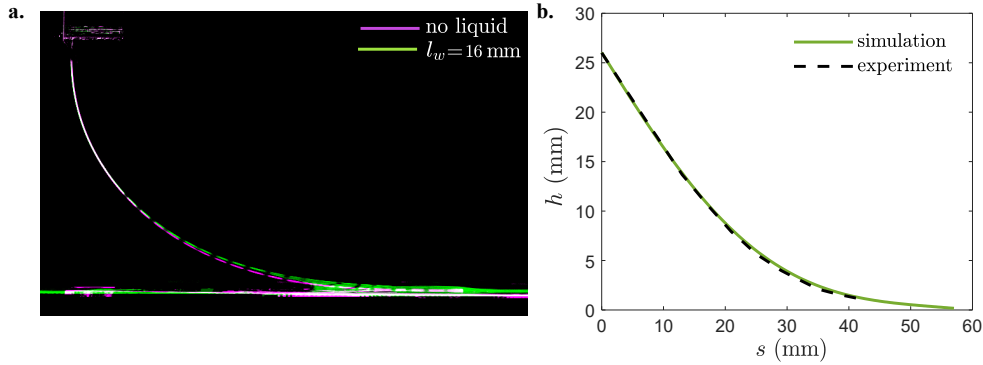 a.
no liquid
l_w=16 mm
b.
30
25
20
15
10
5
0
h (mm)
simulation
experiment
0 10 20 30 40 50 60
s (mm)